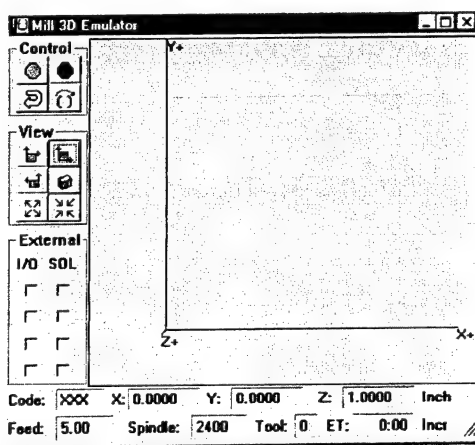 Mill 3D Emulator
Control
Y+
View
External
I/O SOL
Z+
X+
Code: XXX X: 0.0000 Y: 0.0000 Z: 1.0000 Inch
Feed: 5.00 Spindle: 2400 Tool: 0 ET: 0:00 Incr